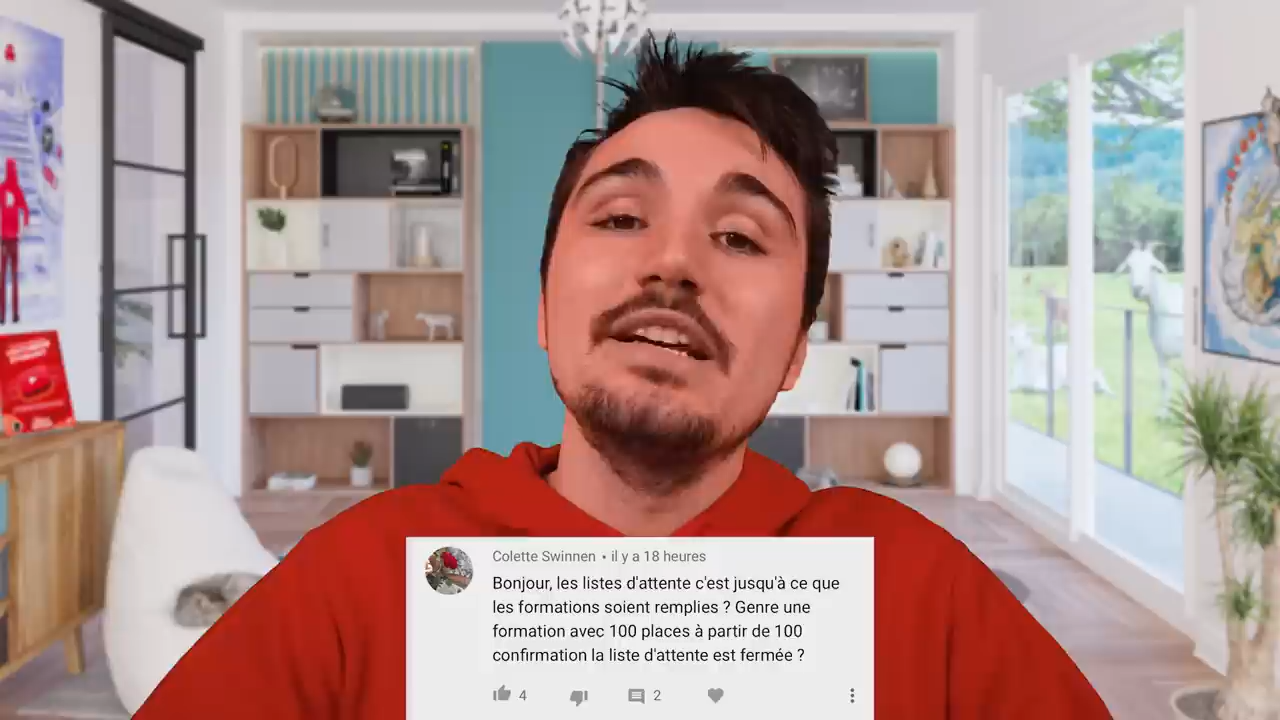 Colette Swinnen • il y a 18 heures
Bonjour, les listes d'attente c'est jusqu'à ce que
les formations soient remplies ? Genre une
formation avec 100 places à partir de 100
confirmation la liste d'attente est fermée ?
4
2